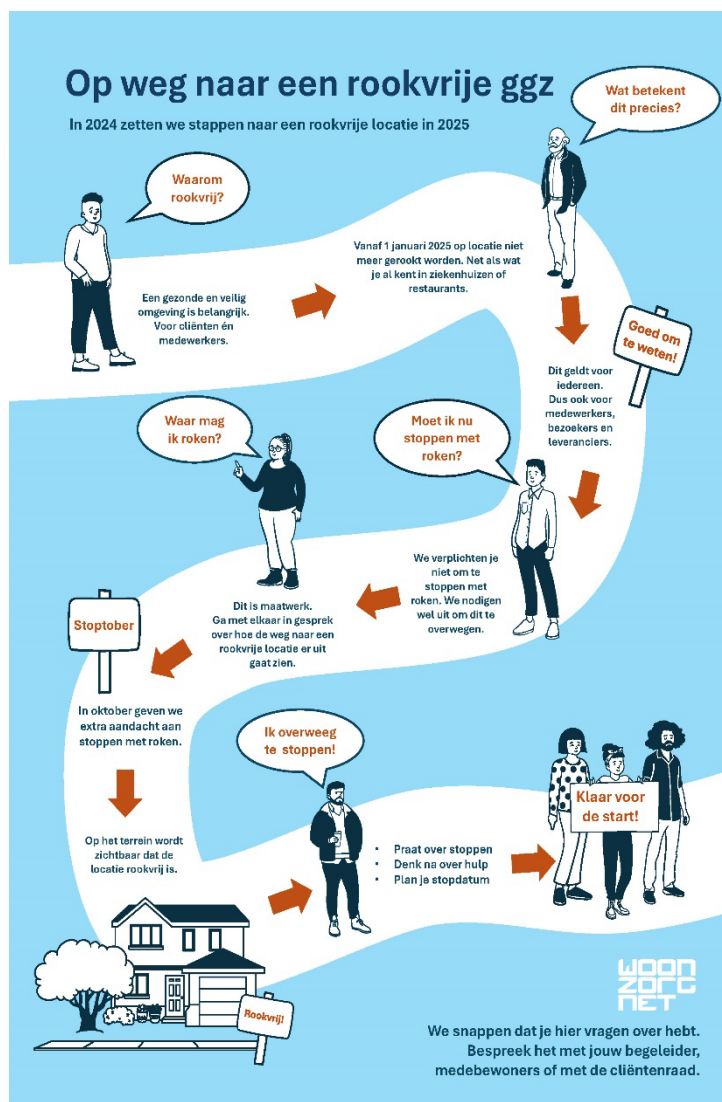 Op weg naar een rookvrije ggz
In 2024 zetten we stappen naar een rookvrije locatie in 2025
Waarom
rookvrij?
Een gezonde en veilig
omgeving is belangrijk.
Voor cliënten én
medewerkers.
Vanaf 1 januari 2025 op locatie niet
meer gerookt worden. Net als wat
je al kent in ziekenhuizen of
restaurants.
Wat betekent
dit precies?
Goed om
te weten!
Dit geldt voor
iedereen.
Dus ook voor
medewerkers,
bezoekers en
leveranciers.
Moet ik nu
stoppen met
roken?
We verplichten je
niet om te
stoppen met
roken. We nodigen
wel uit om dit te
overwegen.
Waar mag
ik roken?
Dit is maatwerk.
Ga met elkaar in gesprek
over hoe de weg naar een
rookvrije locatie er uit
gaat zien.
Stoptober
In oktober geven we
extra aandacht aan
stoppen met roken.
Op het terrein wordt
zichtbaar dat de
locatie rookvrij is.
Rookvrij!
Ik overweeg
te stoppen!
• Praat over stoppen
• Denk na over hulp
• Plan je stopdatum
Klaar voor
de start!
WOON
ZORG
NET
We snappen dat je hier vragen over hebt.
Bespreek het met jouw begeleider,
medebewoners of met de cliëntenraad.